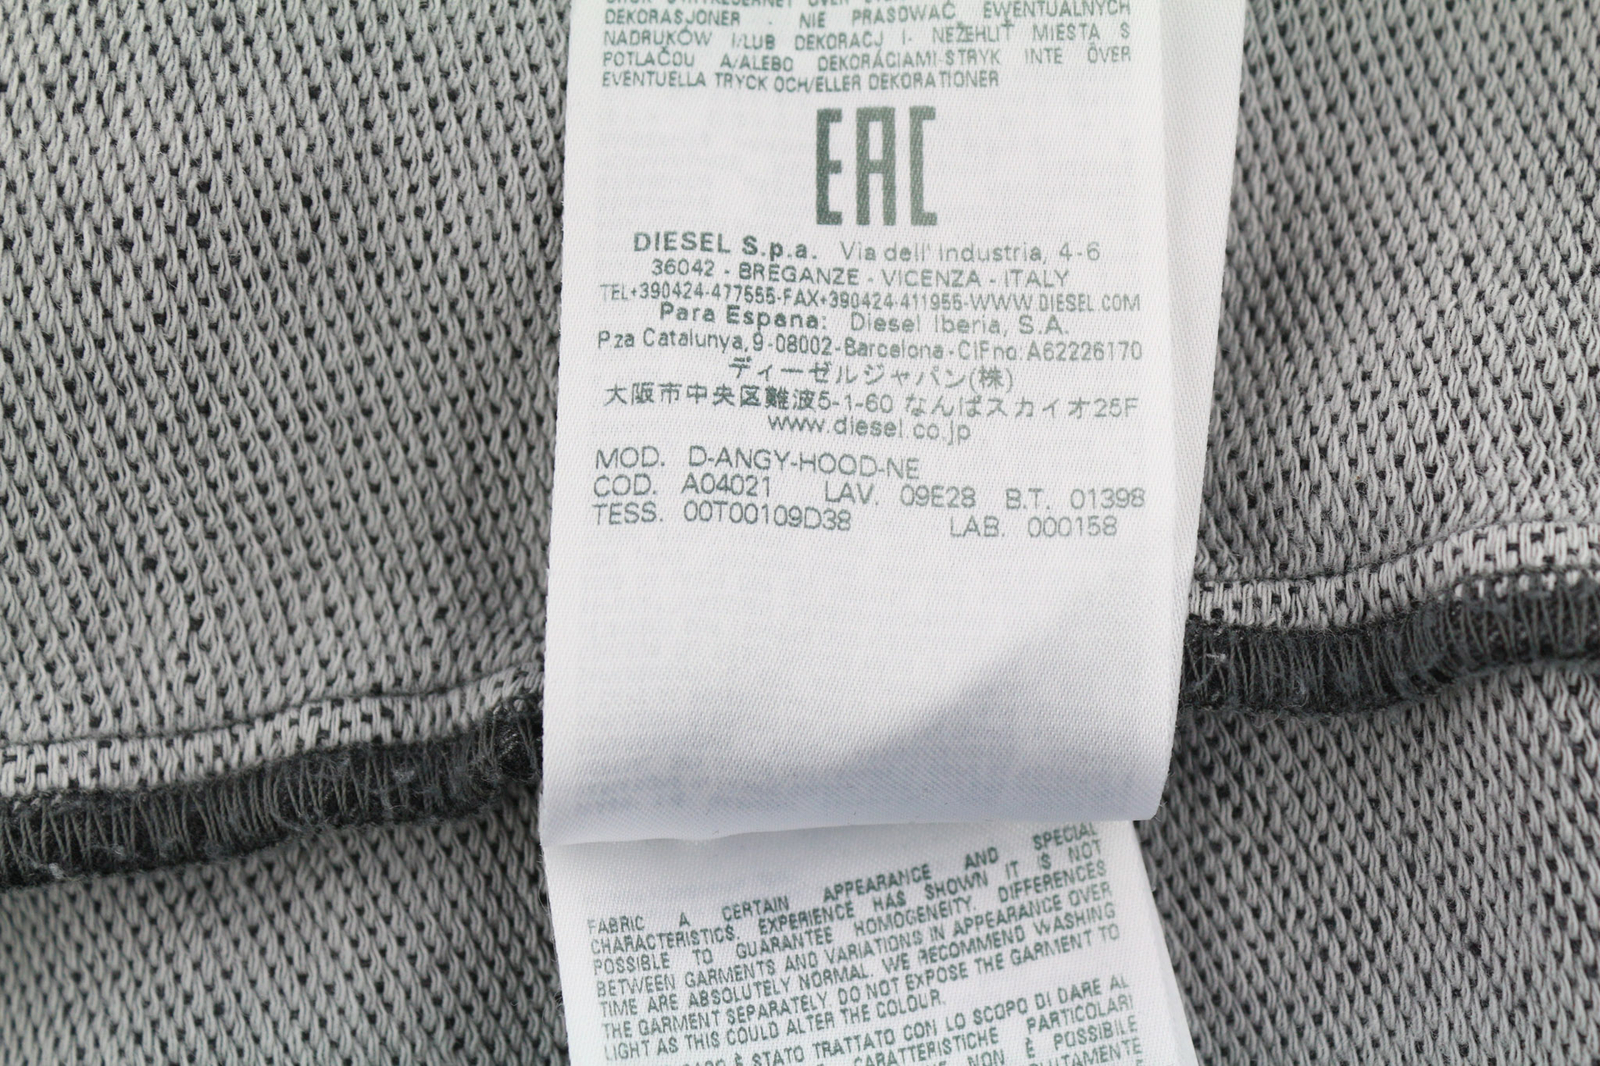 DEKORASJONER - NIE PRASOWAĆ EWENTUALNYCH
NADRUKÓW I/LUB DEKORACJI - NEŽEHLIŤ MIESTA S
POTLAČOU A/ALEBO DEKORÁCIAMI-STRYK INTE ÖVER
EVENTUELLA TRYCK OCH/ELLER DEKORATIONER
EAC
DIESEL S.p.a. Via dell' Industria, 4-6
36042 - BREGANZE - VICENZA - ITALY
TEL+390424-477555-FAX+390424-411955-WWW.DIESEL.COM
Para Espana: Diesel Iberia, S.A.
Pza Catalunya,9-08002-Barcelona-CIFno:A62226170
ディーゼルジャパン(株)
大阪市中央区難波5-1-60 なんばスカイオ25F
www.diesel.co.jp
MOD. D-ANGY-HOOD-NE
COD. A04021 LAV. 09E28 B.T. 01398
TESS. 00T00109D38 LAB. 000158
FABRIC A CERTAIN APPEARANCE AND SPECIAL
CHARACTERISTICS. EXPERIENCE HAS SHOWN IT IS NOT
POSSIBLE TO GUARANTEE HOMOGENEITY. DIFFERENCES
BETWEEN GARMENTS AND VARIATIONS IN APPEARANCE OVER
TIME ARE ABSOLUTELY NORMAL. WE RECOMMEND WASHING
THE GARMENT SEPARATELY. DO NOT EXPOSE THE GARMENT TO
LIGHT AS THIS COULD ALTER THE COLOUR.
È STATO TRATTATO CON LO SCOPO DI DARE AL
CARATTERISTICHE PARTICOLARI
NON È POSSIBILE